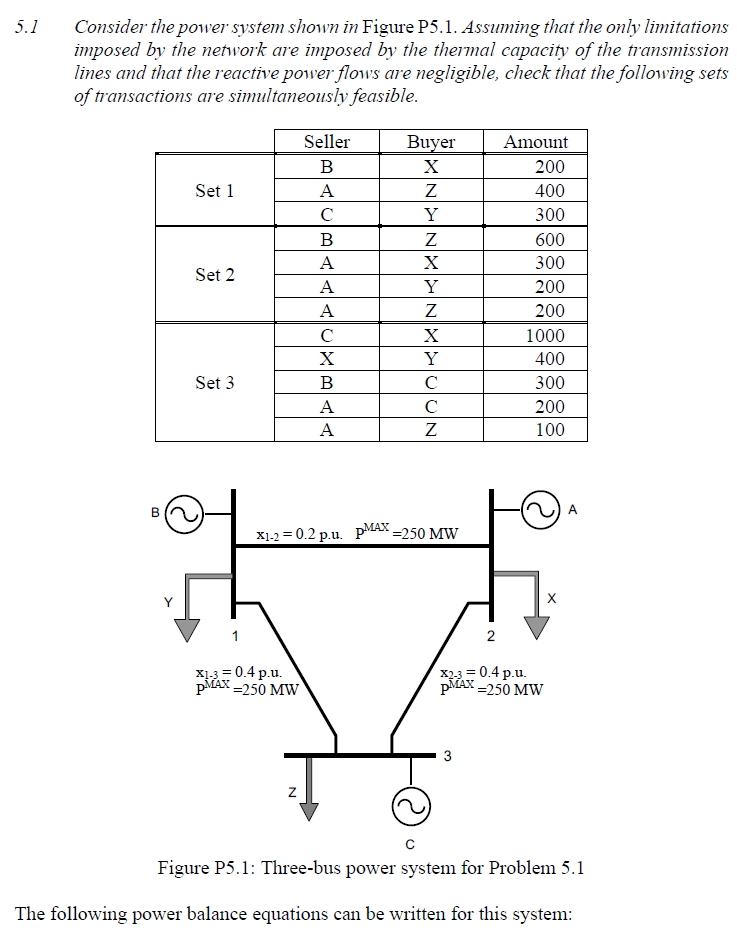 5.1 Consider the power system shown in Figure P5.1. Assuming that the only limitations
imposed by the network are imposed by the thermal capacity of the transmission
lines and that the reactive power flows are negligible, check that the following sets
of transactions are simultaneously feasible.
Seller Buyer Amount
B X 200
Set 1 A Z 400
C Y 300
B Z 600
Set 2 A X 300
A Y 200
A Z 200
C X 1000
X Y 400
Set 3 B C 300
A C 200
A Z 100
B A
x1-2 = 0.2 p.u. PMAX =250 MW
Y X
1 2
x1-3 = 0.4 p.u. x2-3 = 0.4 p.u.
PMAX =250 MW PMAX =250 MW
3
Z
C
Figure P5.1: Three-bus power system for Problem 5.1
The following power balance equations can be written for this system: